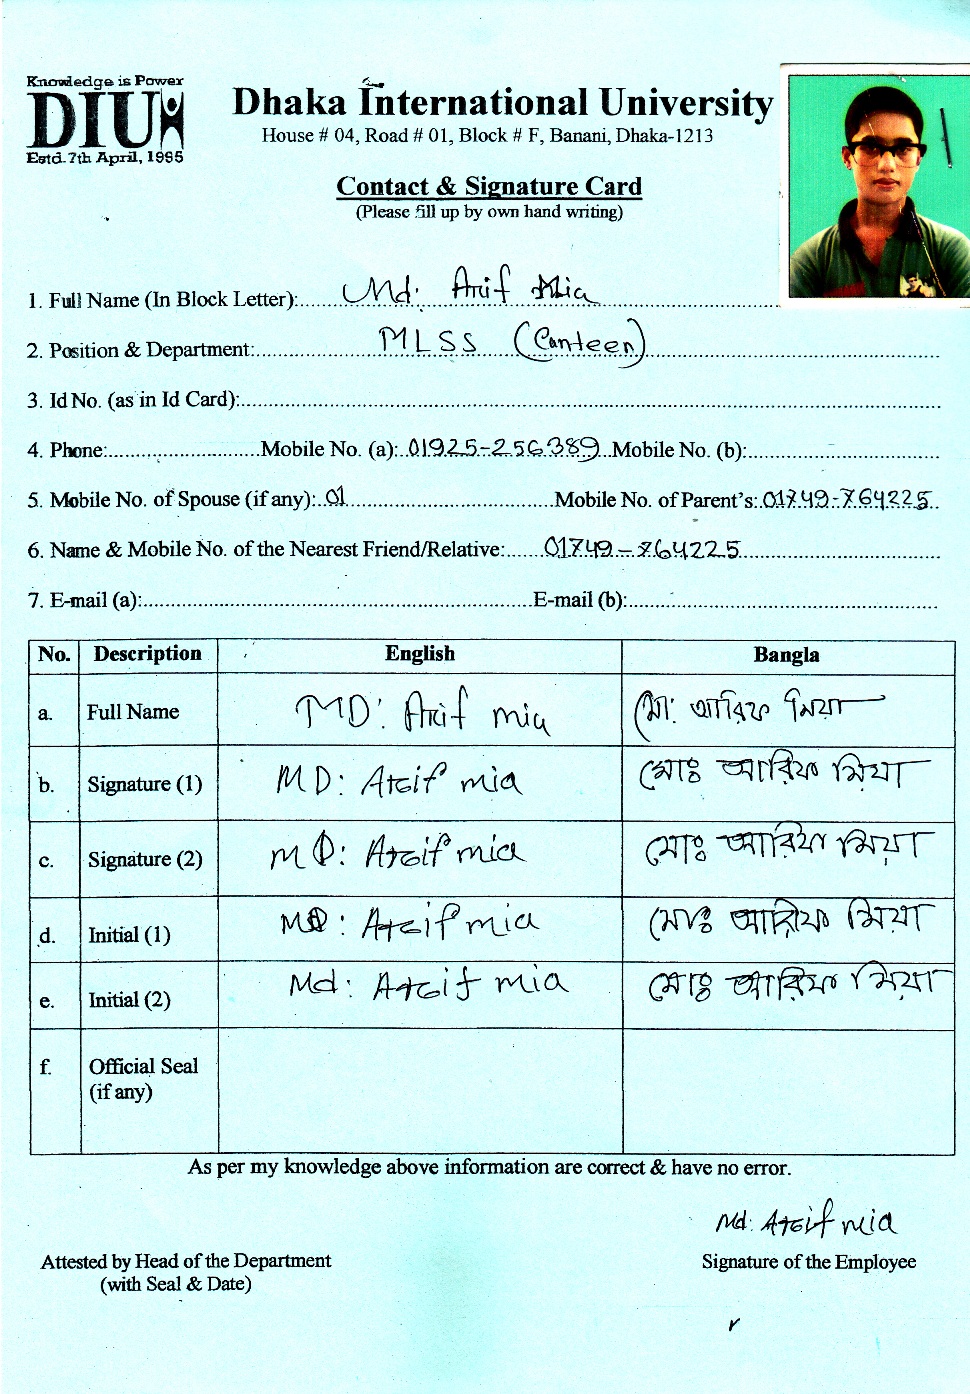 Knowledge is Power
DIU
Estd. 7th April, 1995
Dhaka International University
House # 04, Road # 01, Block # F, Banani, Dhaka-1213
Contact & Signature Card
(Please fill up by own hand writing)
1. Full Name (In Block Letter): Md: Arif Mia
2. Position & Department: MLSS (Canteen)
3. Id No. (as in Id Card):
4. Phone: Mobile No. (a): 01925-256389 Mobile No. (b):
5. Mobile No. of Spouse (if any): 01 Mobile No. of Parent's: 01749-764225
6. Name & Mobile No. of the Nearest Friend/Relative: 01749-764225
7. E-mail (a): E-mail (b):
No. Description English Bangla
a. Full Name MD: Arif mia মো: আরিফ মিয়া
b. Signature (1) MD: Arif mia মোঃ আরিফ মিয়া
c. Signature (2) MD: Arif mia মোঃ আরিফ মিয়া
d. Initial (1) MD: Arif mia মোঃ আরিফ মিয়া
e. Initial (2) Md: Arif mia মোঃ আরিফ মিয়া
f. Official Seal
(if any)
As per my knowledge above information are correct & have no error.
Md: Arif mia
Attested by Head of the Department Signature of the Employee
(with Seal & Date)